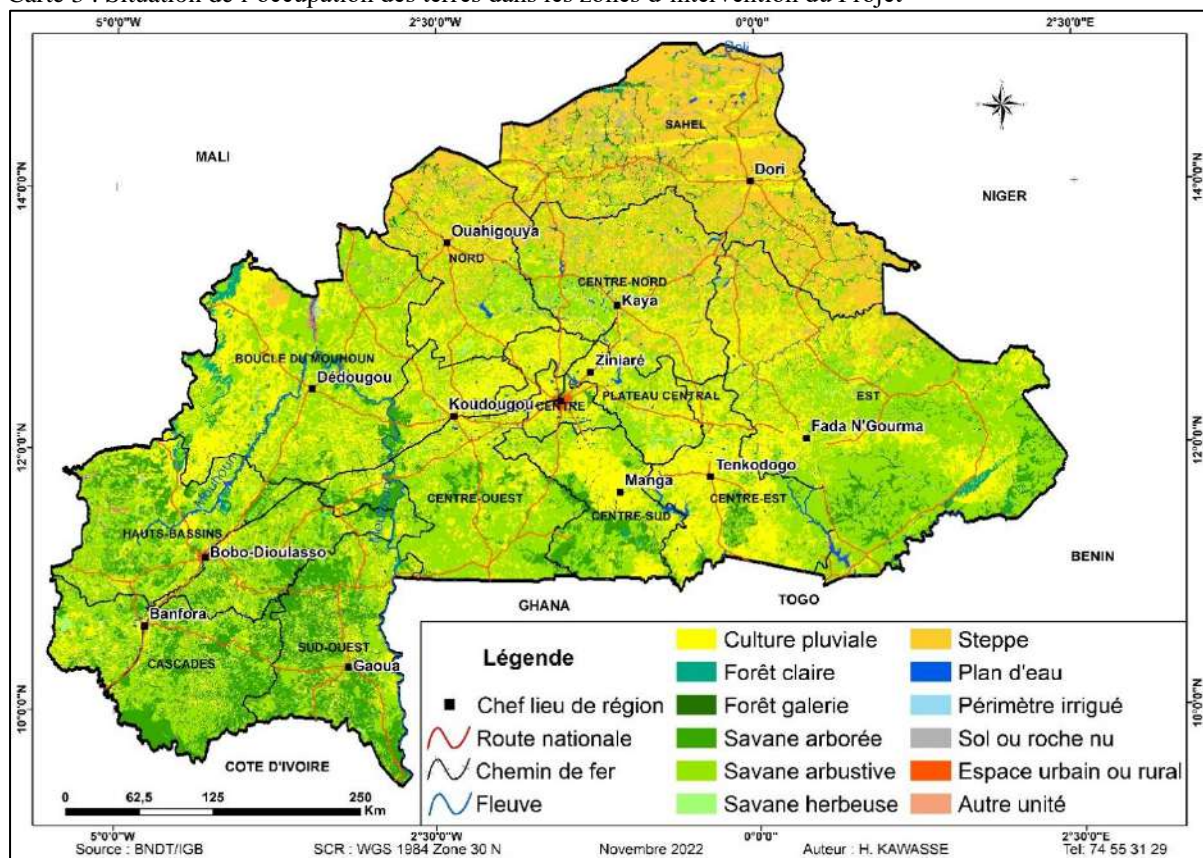 Carte 3 : Situation de l'occupation des terres dans les zones d'intervention du Projet
5°0'0"W 2°30'0"W 0°0'0" 2°30'0"E
Beli
SAHEL
MALI
14°0'0"N
Dori
14°0'0"N
NIGER
Ouahigouya
NORD
CENTRE-NORD
Kaya
BOUCLE DU MOUHOUN
Ziniaré
Dédougou
PLATEAU CENTRAL
EST
Koudougou
CENTRE
Fada N'Gourma
12°0'0"N
12°0'0"N
Mouhoun
Tenkodogo
Manga
CENTRE-OUEST
CENTRE-EST
CENTRE-SUD
Mouhoun
HAUTS-BASSINS
Bobo-Dioulasso
BENIN
GHANA
TOGO
Banfora
SUD-OUEST
CASCADES
Gaoua
COTE D'IVOIRE
10°0'0"N
10°0'0"N
Légende
Chef lieu de région
Route nationale
Chemin de fer
Fleuve
Culture pluviale
Forêt claire
Forêt galerie
Savane arborée
Savane arbustive
Savane herbeuse
Steppe
Plan d'eau
Périmètre irrigué
Sol ou roche nu
Espace urbain ou rural
Autre unité
0 62,5 125 250
Km
5°0'0"W 2°30'0"W 0°0'0" 2°30'0"E
Source : BNDT/IGB SCR : WGS 1984 Zone 30 N Novembre 2022 Auteur : H. KAWASSE Tel: 74 55 31 29